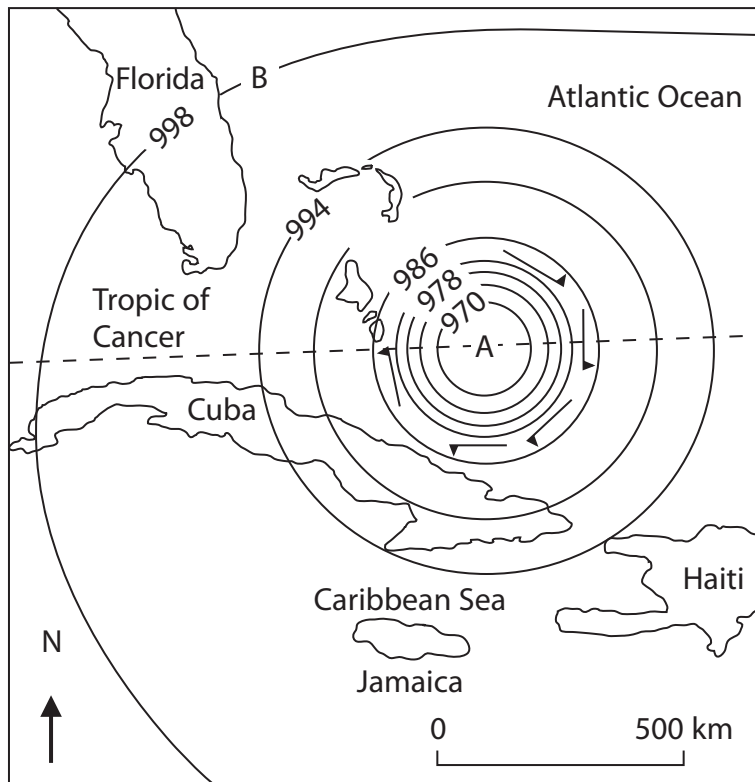 Florida
B
Atlantic Ocean
998
994
986
978
970
Tropic of
Cancer
A
Cuba
Haiti
Caribbean Sea
N
Jamaica
0 500 km